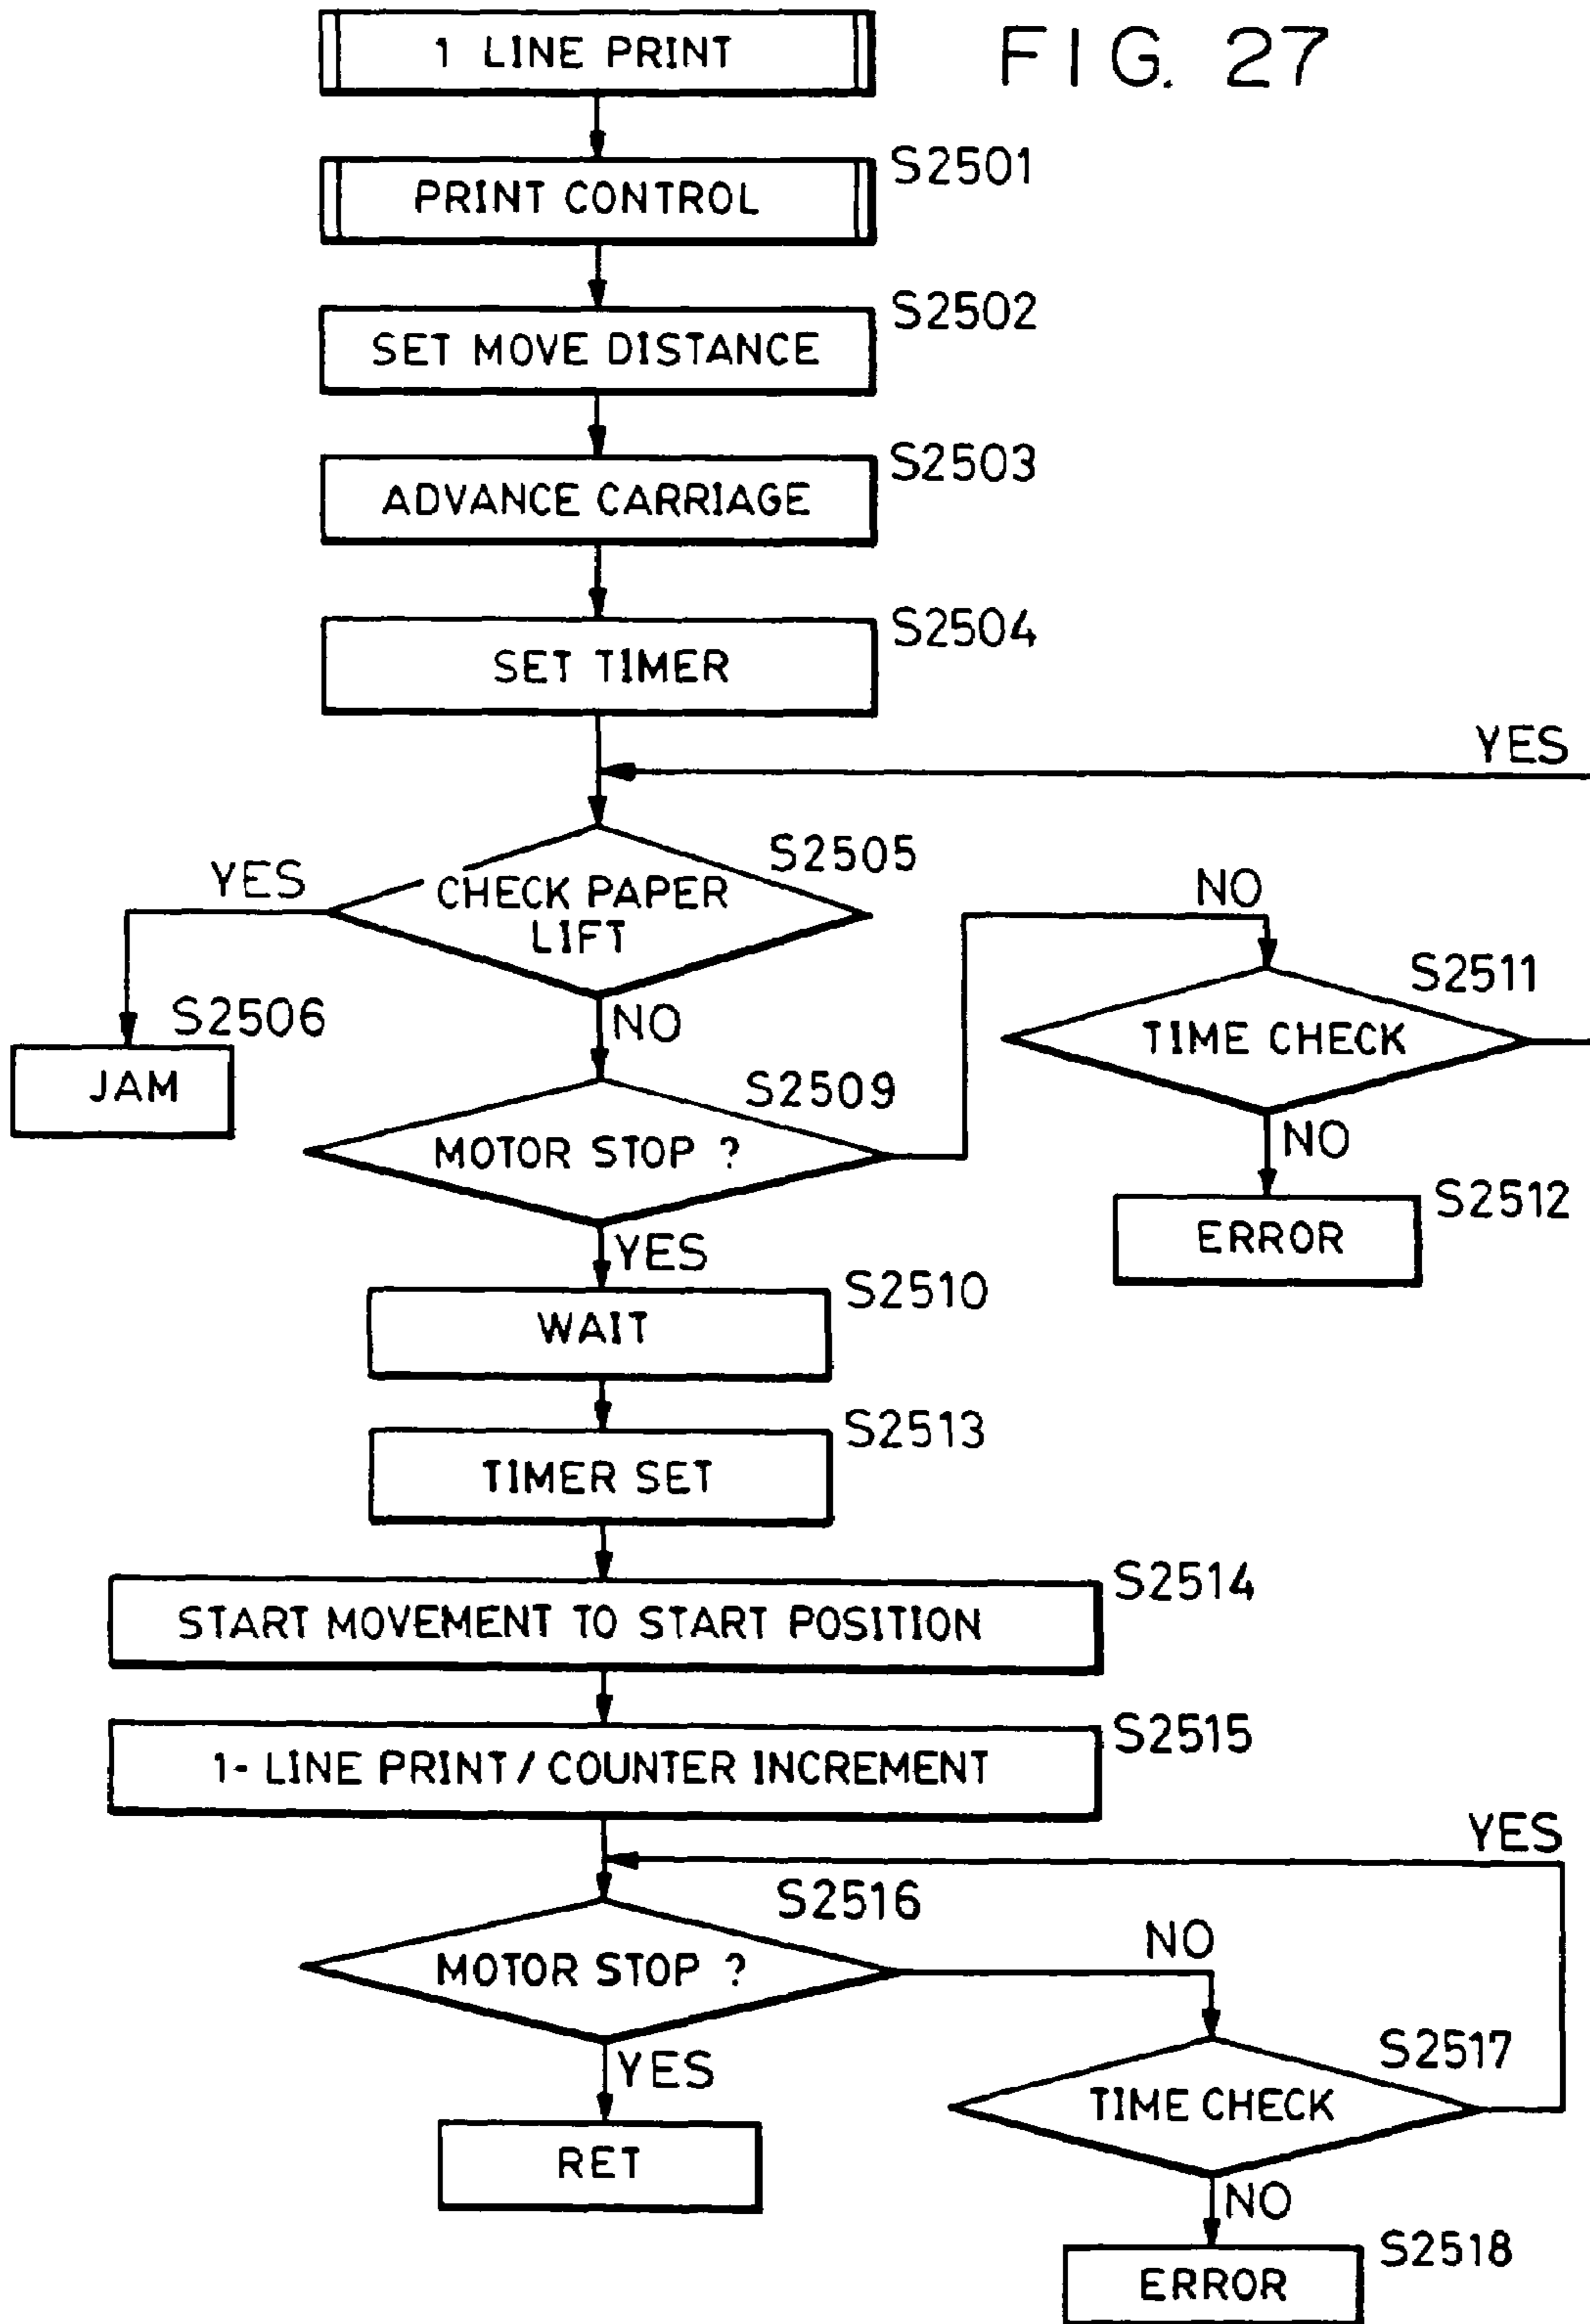 FIG. 27
1 LINE PRINT
S2501
PRINT CONTROL
S2502
SET MOVE DISTANCE
S2503
ADVANCE CARRIAGE
S2504
SET TIMER
YES
S2505
YES
CHECK PAPER
LIFT
NO
S2511
TIME CHECK
S2506
JAM
NO
S2509
MOTOR STOP ?
NO
S2512
ERROR
YES
S2510
WAIT
S2513
TIMER SET
S2514
START MOVEMENT TO START POSITION
S2515
1-LINE PRINT/COUNTER INCREMENT
YES
S2516
MOTOR STOP ?
NO
S2517
TIME CHECK
YES
RET
NO
S2518
ERROR